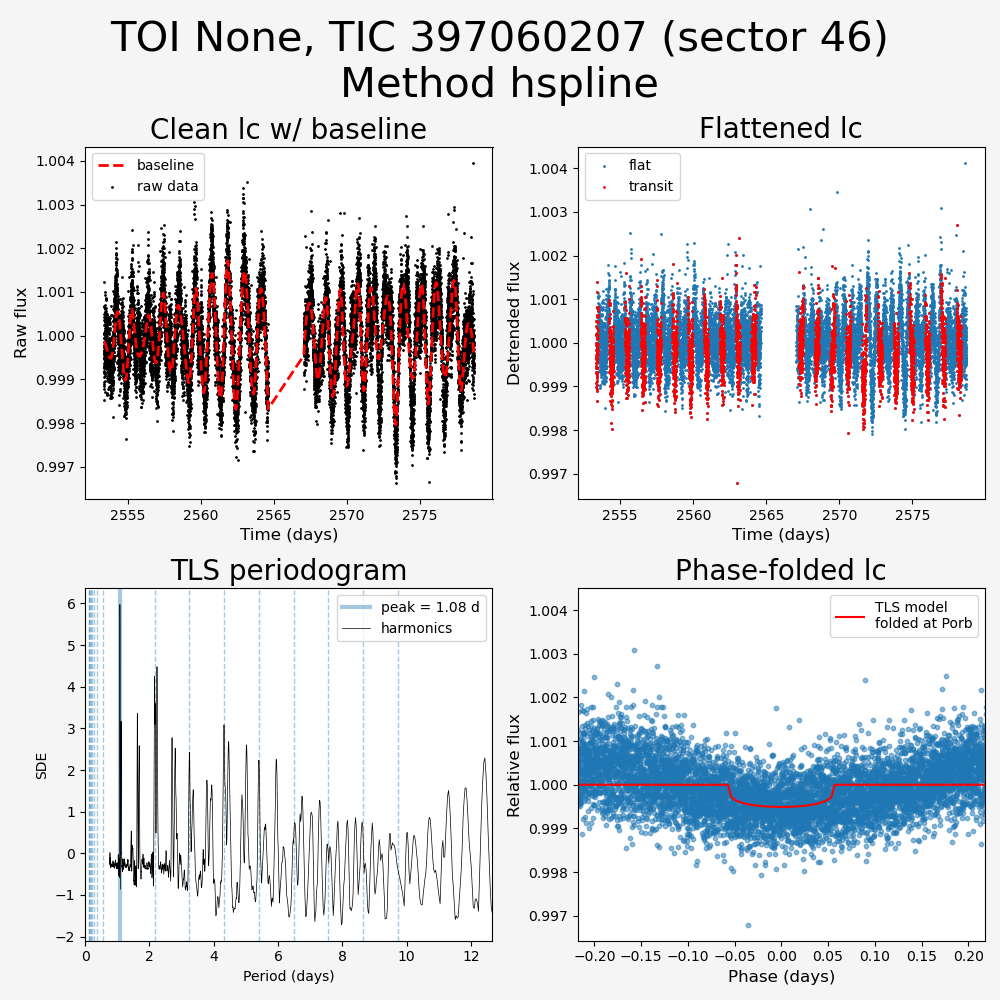 TOI None, TIC 397060207 (sector 46)
Method hspline
Clean lc w/ baseline
baseline
raw data
Raw flux
1.004
1.003
1.002
1.001
1.000
0.999
0.998
0.997
2555
2560
2565
2570
2575
Time (days)
Flattened lc
flat
transit
Detrended flux
1.004
1.003
1.002
1.001
1.000
0.999
0.998
0.997
2555
2560
2565
2570
2575
Time (days)
TLS periodogram
peak = 1.08 d
harmonics
SDE
6
5
4
3
2
1
0
−1
−2
0
2
4
6
8
10
12
Period (days)
Phase-folded lc
TLS model
folded at Porb
Relative flux
1.004
1.003
1.002
1.001
1.000
0.999
0.998
0.997
−0.20
−0.15
−0.10
−0.05
0.00
0.05
0.10
0.15
0.20
Phase (days)